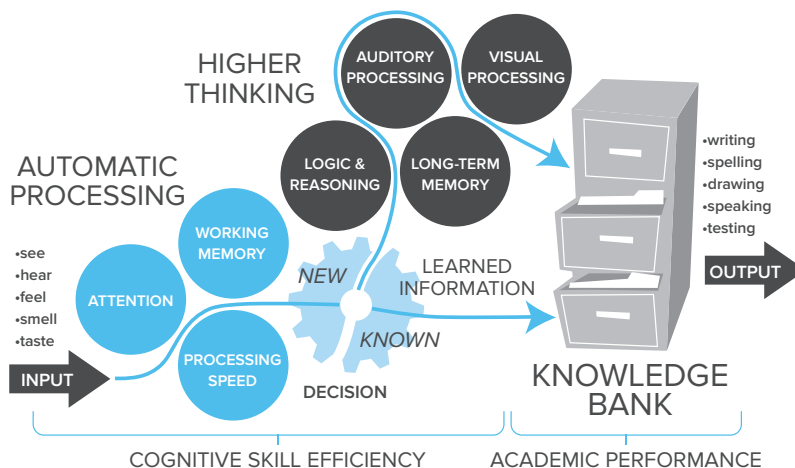 AUTOMATIC
PROCESSING
•see
•hear
•feel
•smell
•taste
INPUT
ATTENTION
WORKING
MEMORY
PROCESSING
SPEED
NEW
KNOWN
DECISION
HIGHER
THINKING
LOGIC &
REASONING
AUDITORY
PROCESSING
VISUAL
PROCESSING
LONG-TERM
MEMORY
LEARNED
INFORMATION
•writing
•spelling
•drawing
•speaking
•testing
OUTPUT
KNOWLEDGE
BANK
COGNITIVE SKILL EFFICIENCY
ACADEMIC PERFORMANCE